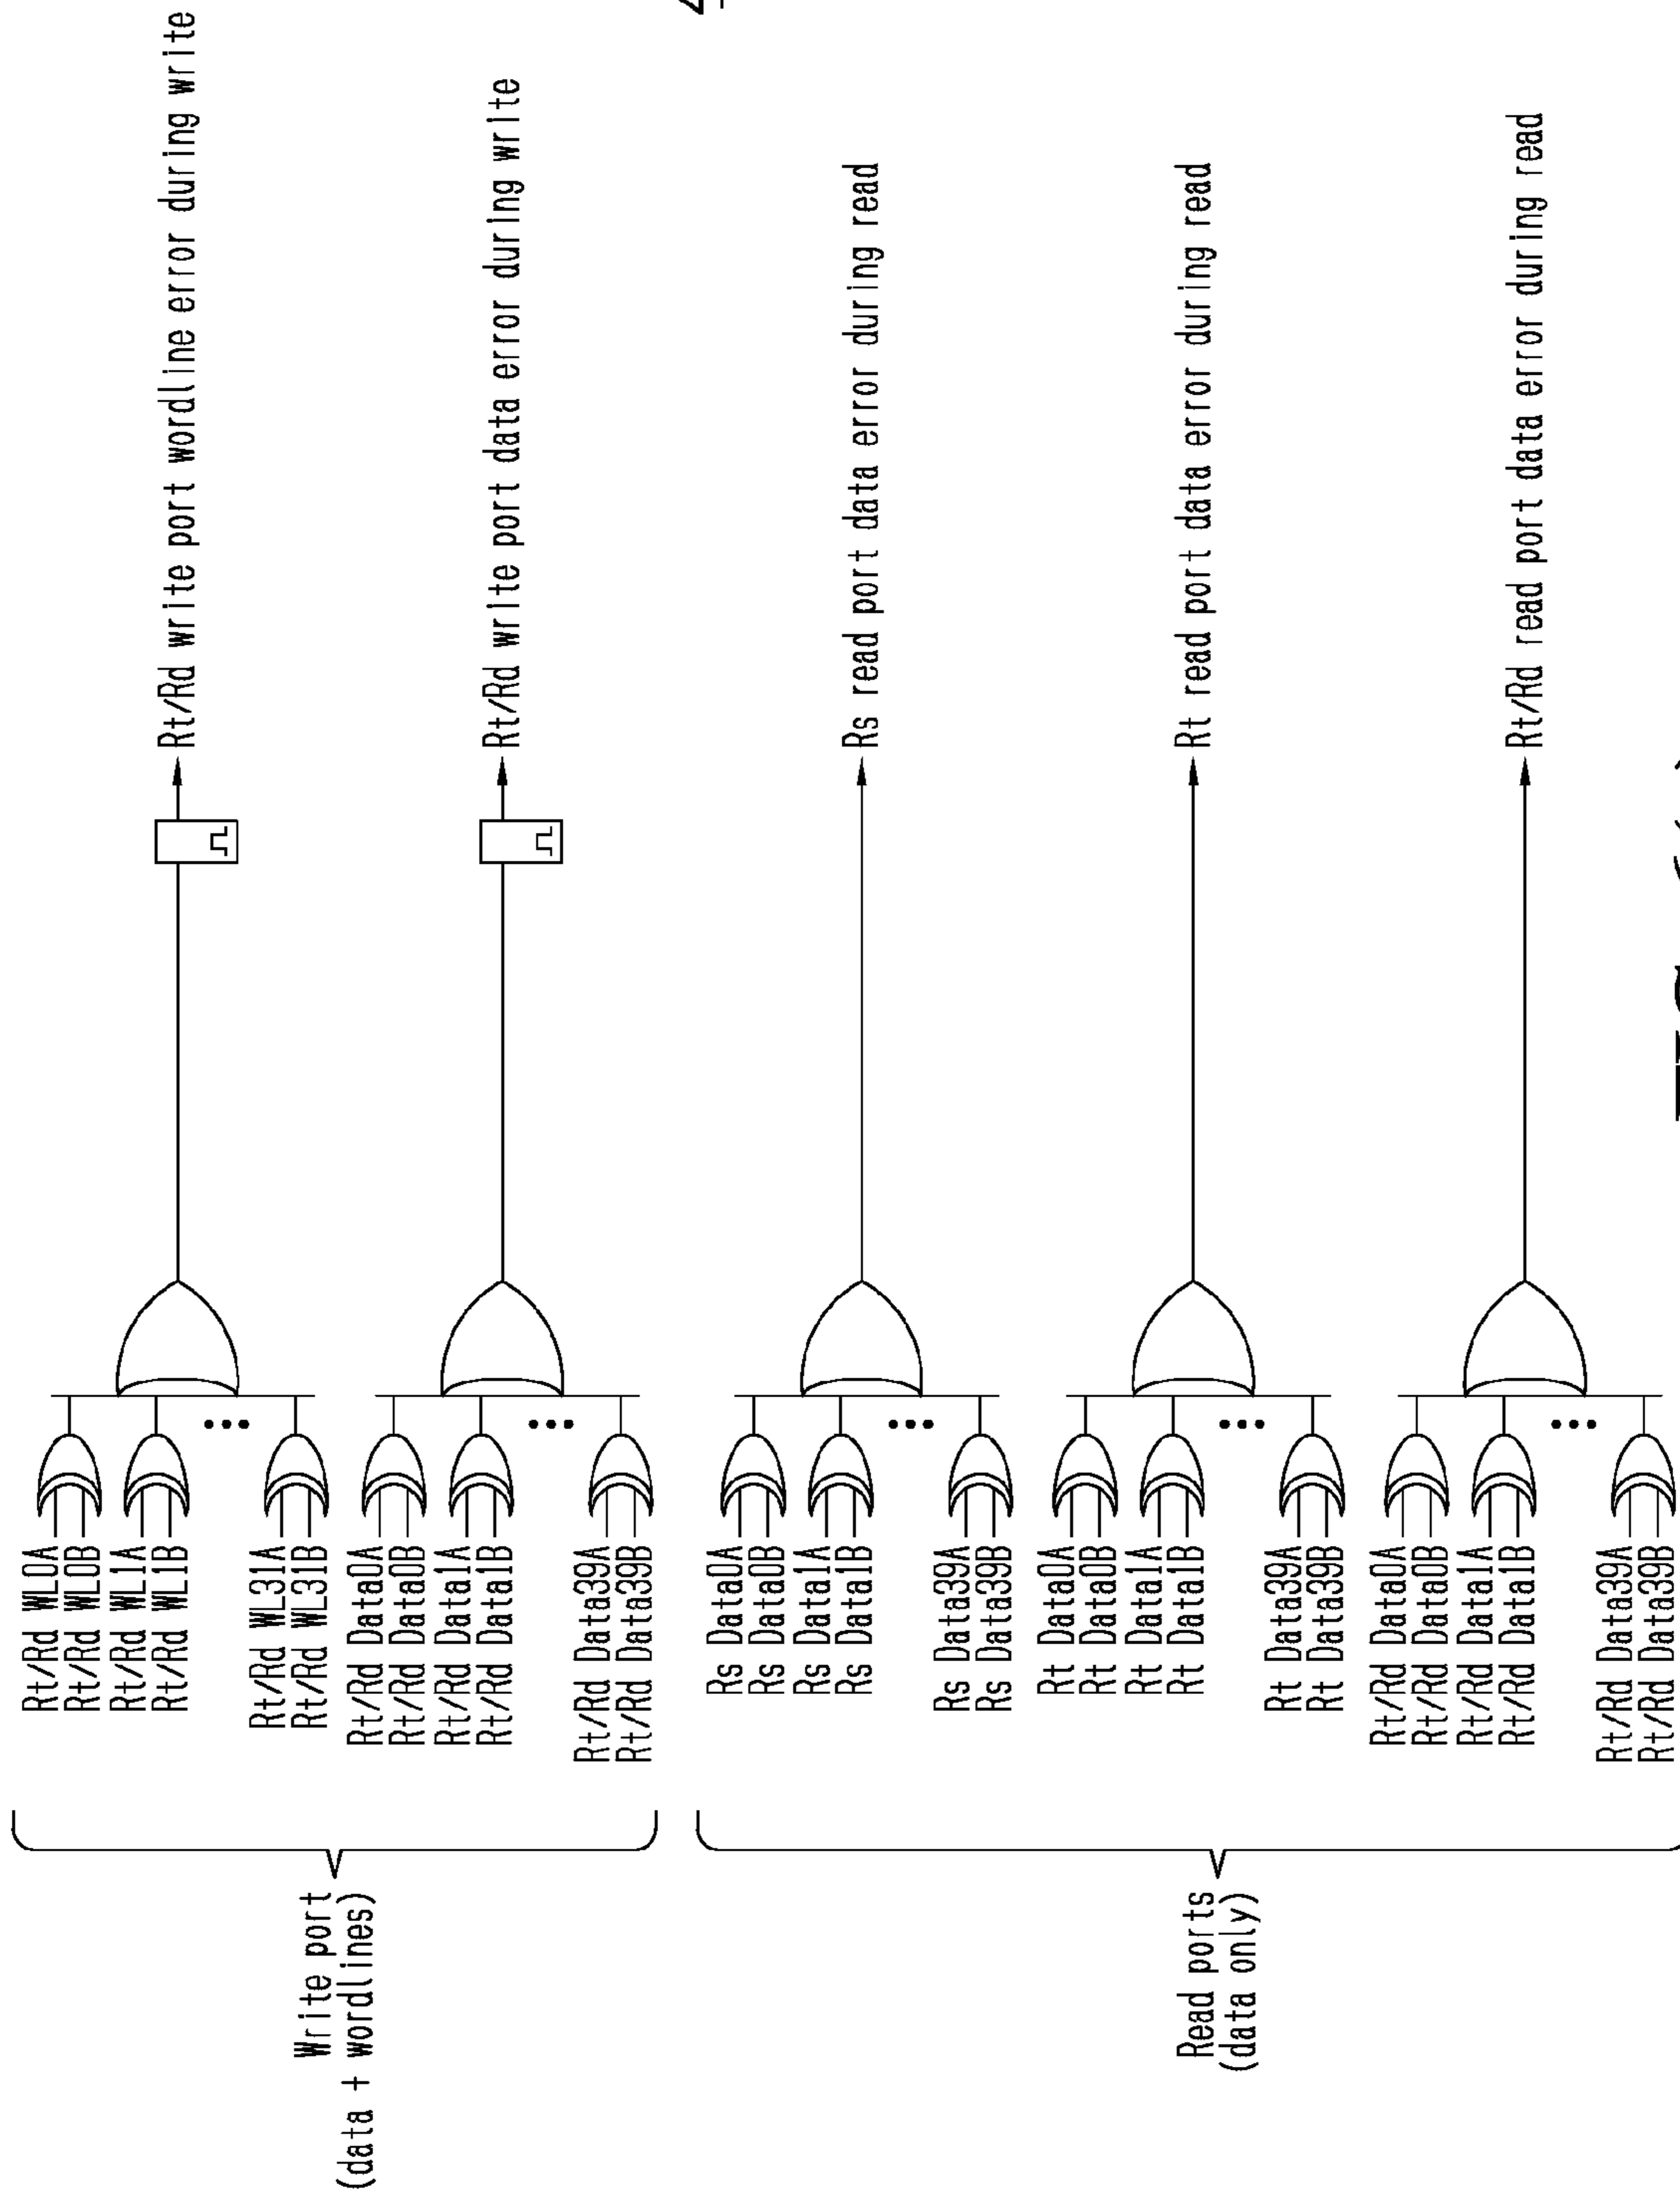 Write port
(data + wordlines)
Rt/Rd WL0A
Rt/Rd WL0B
Rt/Rd WL1A
Rt/Rd WL1B
Rt/Rd WL31A
Rt/Rd WL31B
Rt/Rd write port wordline error during write
Rt/Rd Data0A
Rt/Rd Data0B
Rt/Rd Data1A
Rt/Rd Data1B
Rt/Rd Data39A
Rt/Rd Data39B
Rt/Rd write port data error during write
Read ports
(data only)
Rs Data0A
Rs Data0B
Rs Data1A
Rs Data1B
Rs Data39A
Rs Data39B
Rs read port data error during read
Rt Data0A
Rt Data0B
Rt Data1A
Rt Data1B
Rt Data39A
Rt Data39B
Rt read port data error during read
Rt/Rd Data0A
Rt/Rd Data0B
Rt/Rd Data1A
Rt/Rd Data1B
Rt/Rd Data39A
Rt/Rd Data39B
Rt/Rd read port data error during read